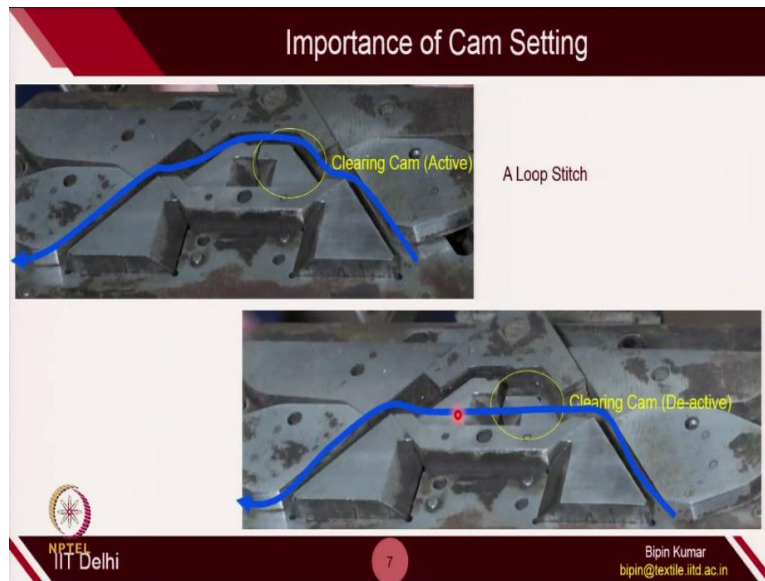 Importance of Cam Setting
Clearing Cam (Active)
A Loop Stitch
Clearing Cam (De-active)
NPTEL
IIT Delhi
7
Bipin Kumar
bipin@textile.iitd.ac.in